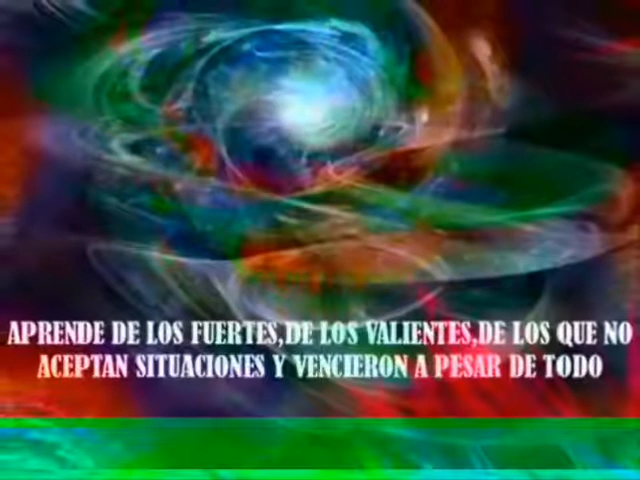 APRENDE DE LOS FUERTES,DE LOS VALIENTES,DE LOS QUE NO
ACEPTAN SITUACIONES Y VENCIERON A PESAR DE TODO